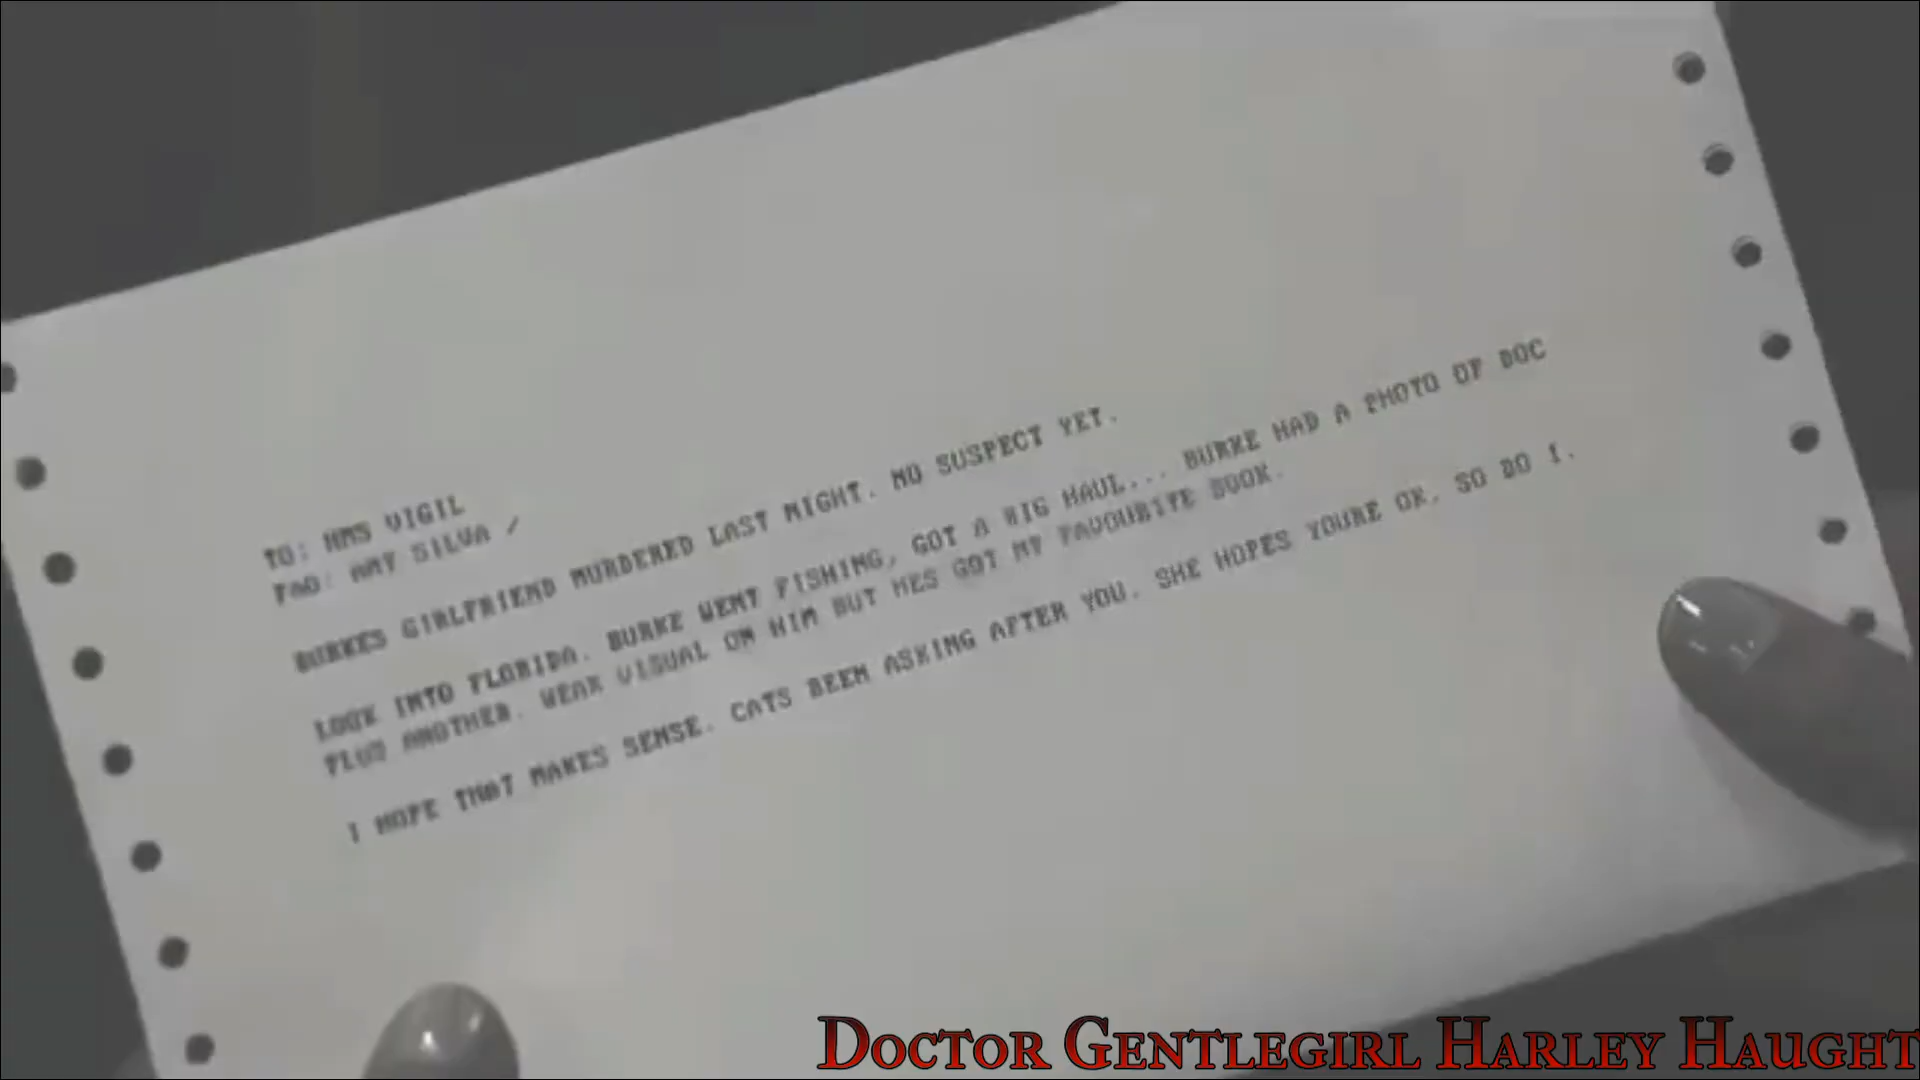 TO: HMS VIGIL
FAO: AMY SILVA /
BURKES GIRLFRIEND MURDERED LAST NIGHT. NO SUSPECT YET.
LOOK INTO FLORIDA. BURKE WENT FISHING, GOT A BIG HAUL... BURKE HAD A PHOTO OF DOC
PLUS ANOTHER. WEAK VISUAL ON HIM BUT HES GOT MY FAVOURITE BOOK.
I HOPE THAT MAKES SENSE. CATS BEEN ASKING AFTER YOU. SHE HOPES YOURE OK. SO DO I.
DOCTOR GENTLEGIRL HARLEY HAUGHT